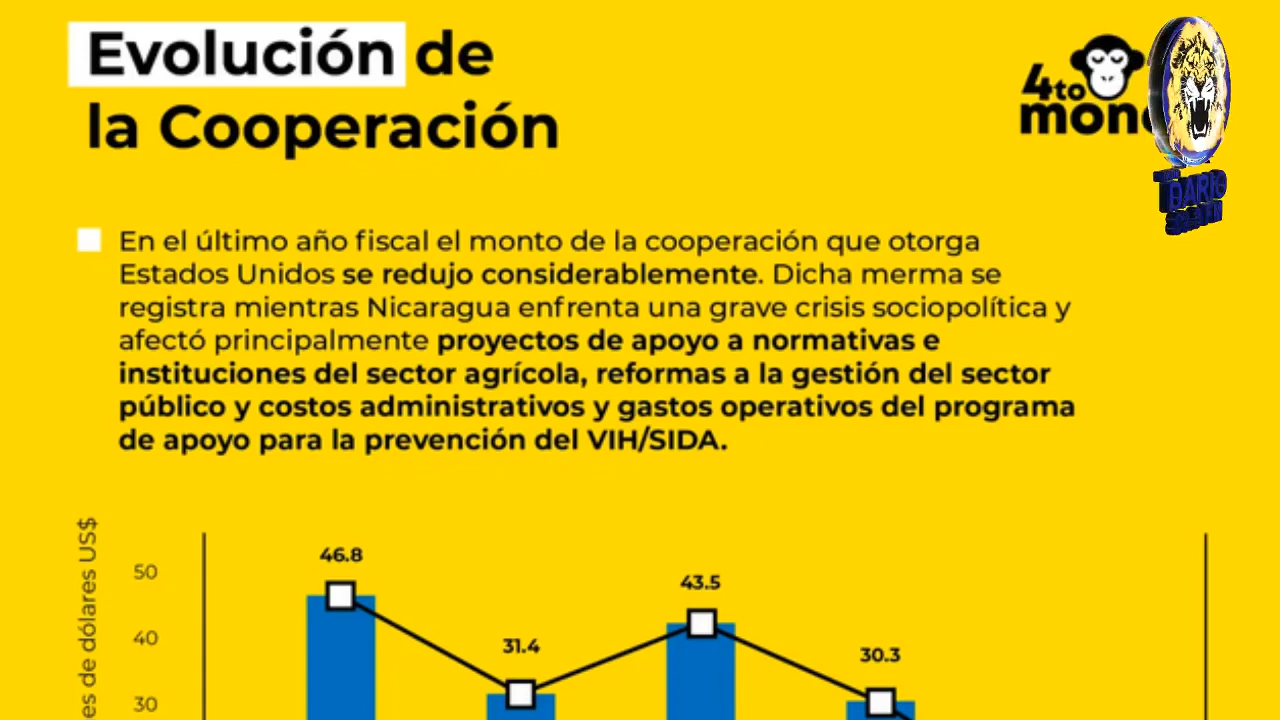 Evolución de
la Cooperación
4to
mono
DARIO
En el último año fiscal el monto de la cooperación que otorga
Estados Unidos se redujo considerablemente. Dicha merma se
registra mientras Nicaragua enfrenta una grave crisis sociopolítica y
afectó principalmente proyectos de apoyo a normativas e
instituciones del sector agrícola, reformas a la gestión del sector
público y costos administrativos y gastos operativos del programa
de apoyo para la prevención del VIH/SIDA.
es de dólares US$
50
40
30
46.8
31.4
43.5
30.3